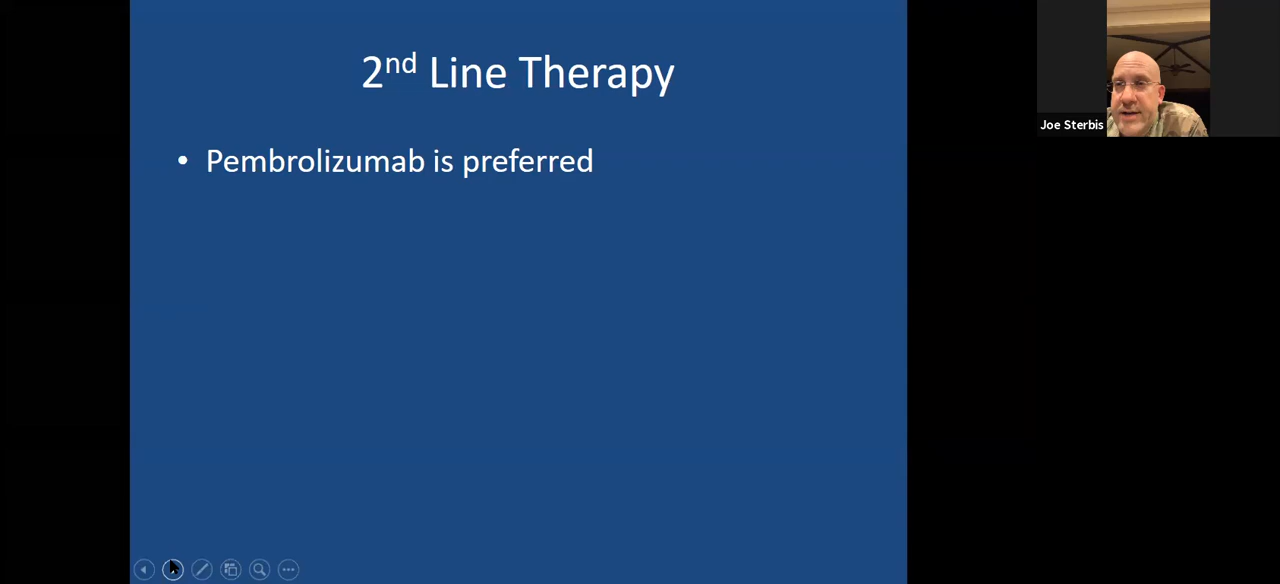 2nd Line Therapy
• Pembrolizumab is preferred
Joe Sterbis